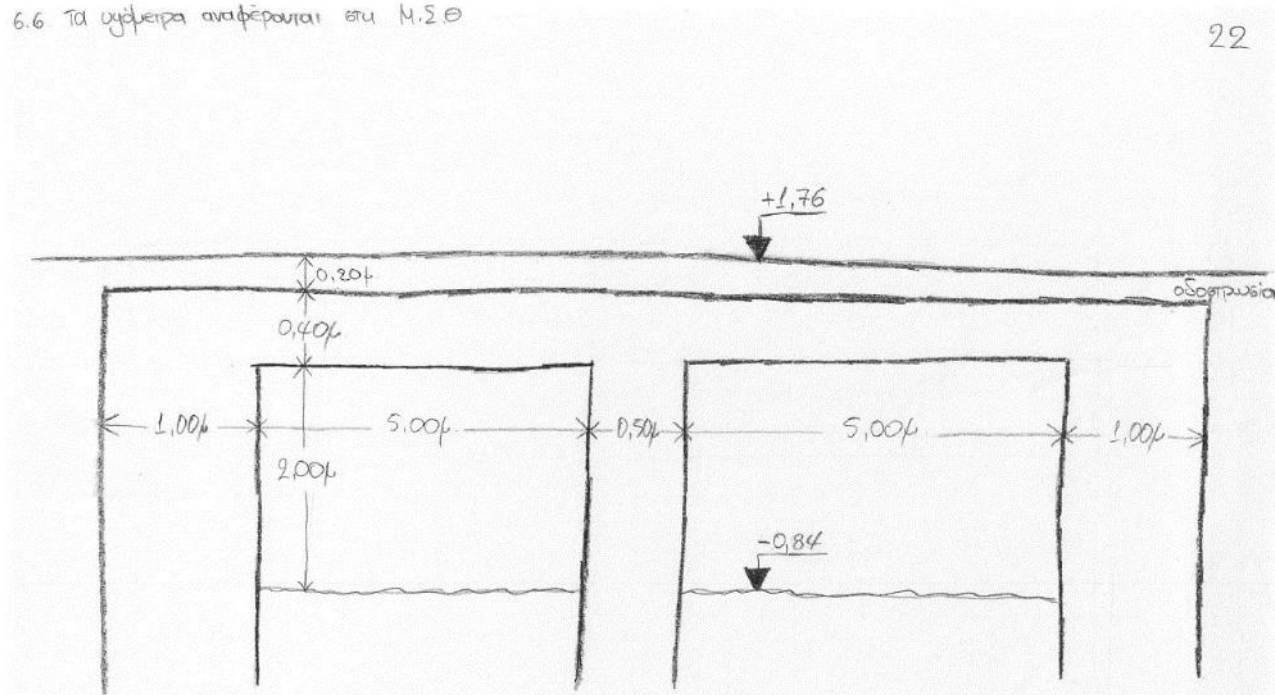 6.6. Τα υψόμετρα αναφέρονται στη Μ.Σ.Θ
22
+1,76
0,20μ
οδοστρωσία
0,40μ
1,00μ
5,00μ
0,50μ
5,00μ
1,00μ
2,00μ
-0,84